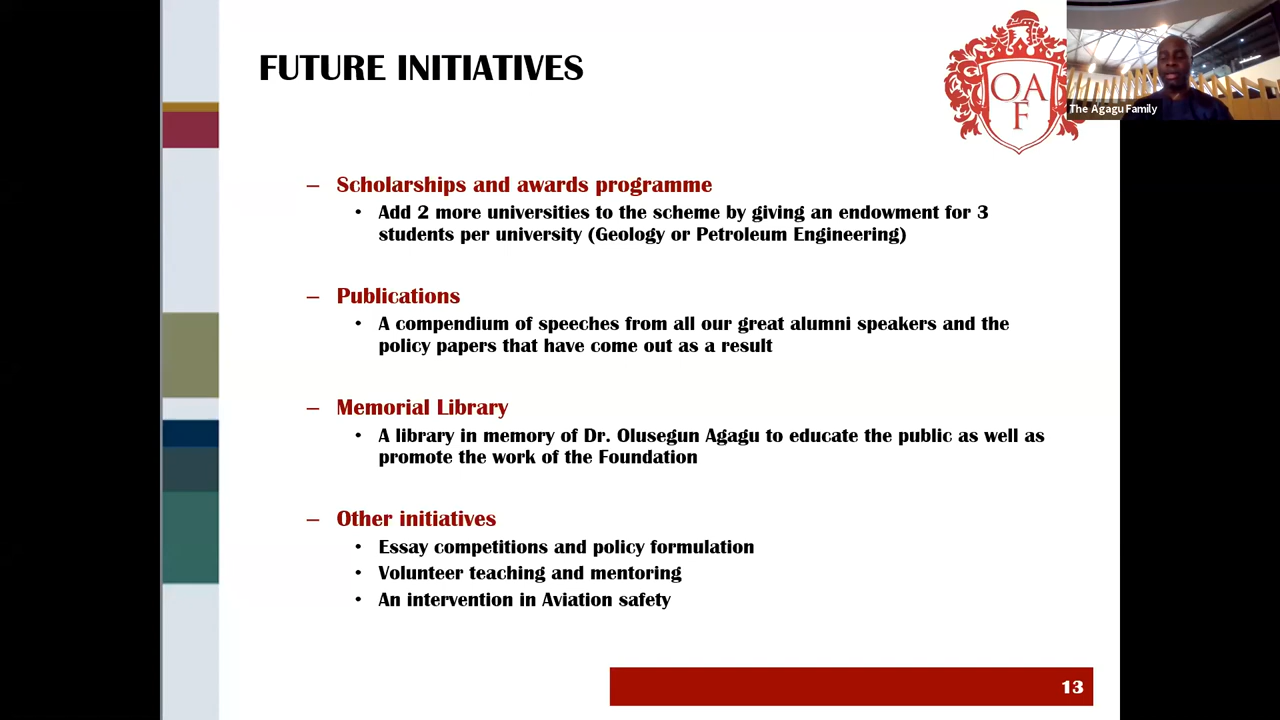 FUTURE INITIATIVES
OA
F
The Agagu Family
– Scholarships and awards programme
• Add 2 more universities to the scheme by giving an endowment for 3
students per university (Geology or Petroleum Engineering)
– Publications
• A compendium of speeches from all our great alumni speakers and the
policy papers that have come out as a result
– Memorial Library
• A library in memory of Dr. Olusegun Agagu to educate the public as well as
promote the work of the Foundation
– Other initiatives
• Essay competitions and policy formulation
• Volunteer teaching and mentoring
• An intervention in Aviation safety
13